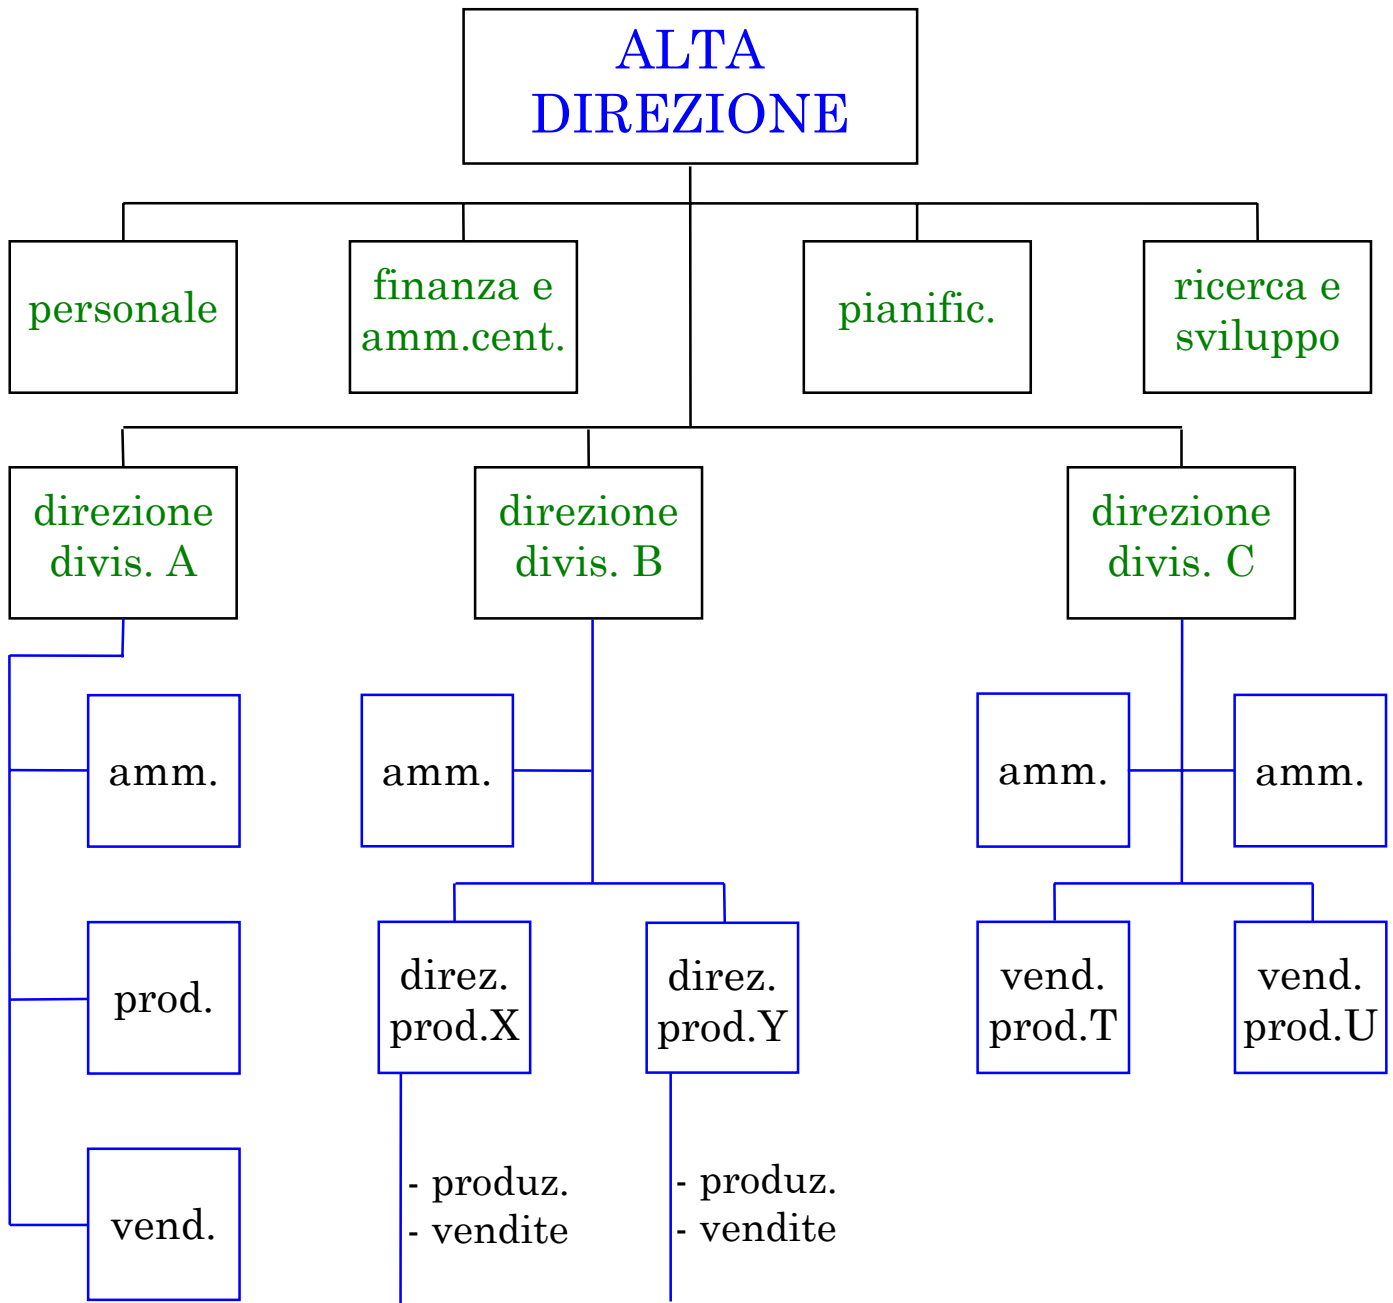 ALTA
DIREZIONE
personale
finanza e
amm.cent.
pianific.
ricerca e
sviluppo
direzione
divis. A
direzione
divis. B
direzione
divis. C
amm.
amm.
amm.
amm.
prod.
direz.
prod.X
direz.
prod.Y
vend.
prod.T
vend.
prod.U
vend.
- produz.
- vendite
- produz.
- vendite